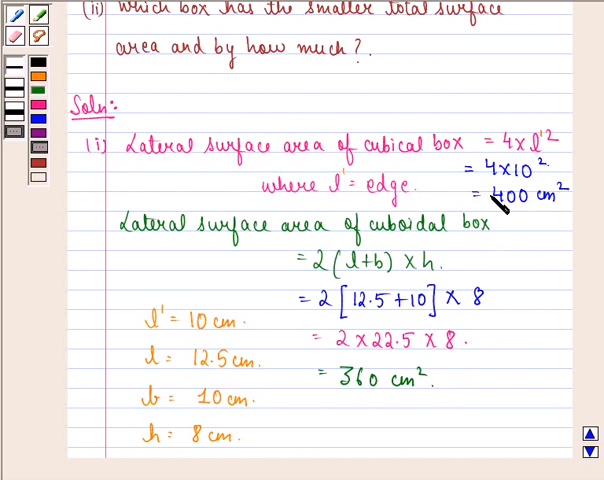 (ii) which box has the smaller total surface
area and by how much?.
Soln:
(i) Lateral surface area of cubical box = 4 x l'2
= 4x10²
where l' = edge.
= 400 cm²
Lateral surface area of cuboidal box
= 2 (l+b) x h.
= 2 [12.5 +10] x 8
l' = 10 cm.
= 2 x 22.5 x 8.
l = 12.5 cm.
= 360 cm².
b = 10 cm.
h = 8 cm.